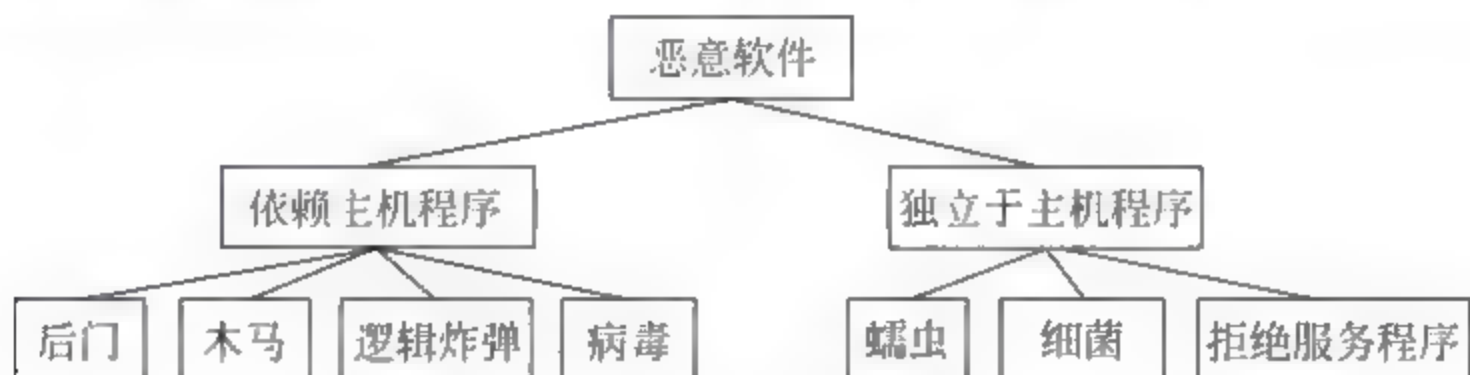 恶意软件
依赖主机程序
独立于主机程序
后门
木马
逻辑炸弹
病毒
蠕虫
细菌
拒绝服务程序